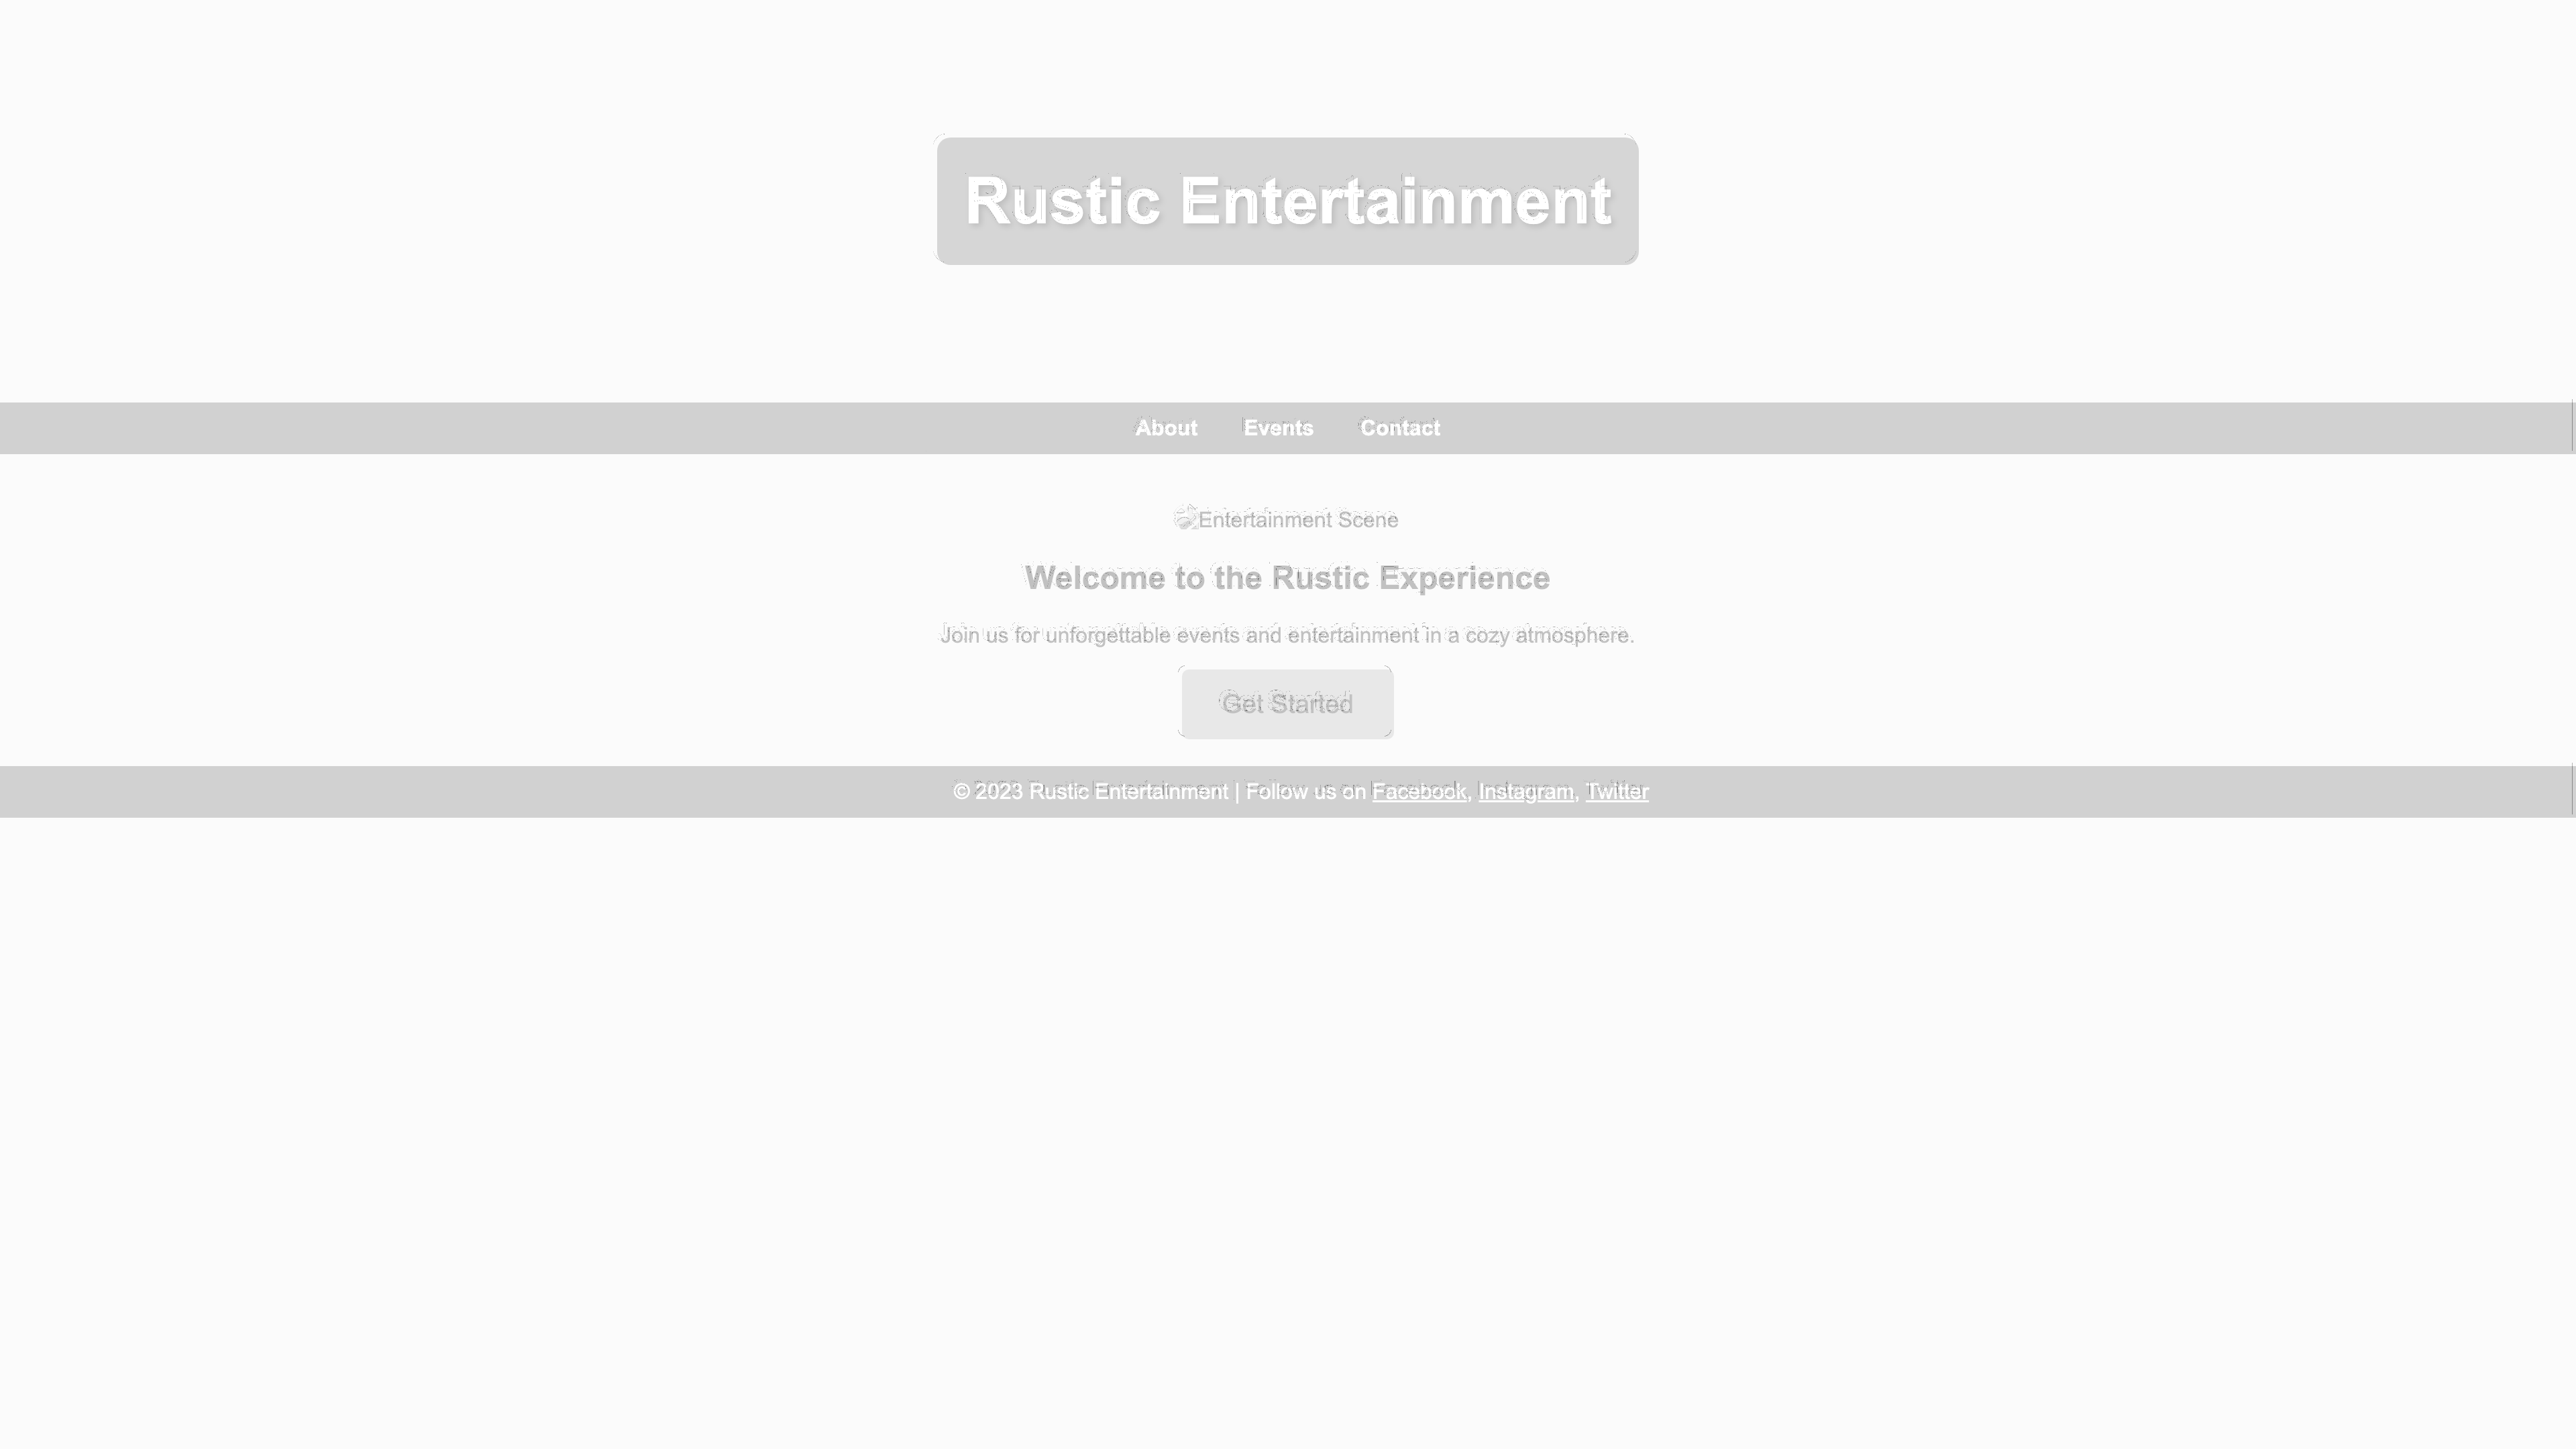 Rustic Entertainment
About Events Contact
Entertainment Scene
Welcome to the Rustic Experience
Join us for unforgettable events and entertainment in a cozy atmosphere.
Get Started
© 2023 Rustic Entertainment | Follow us on Facebook, Instagram, Twitter